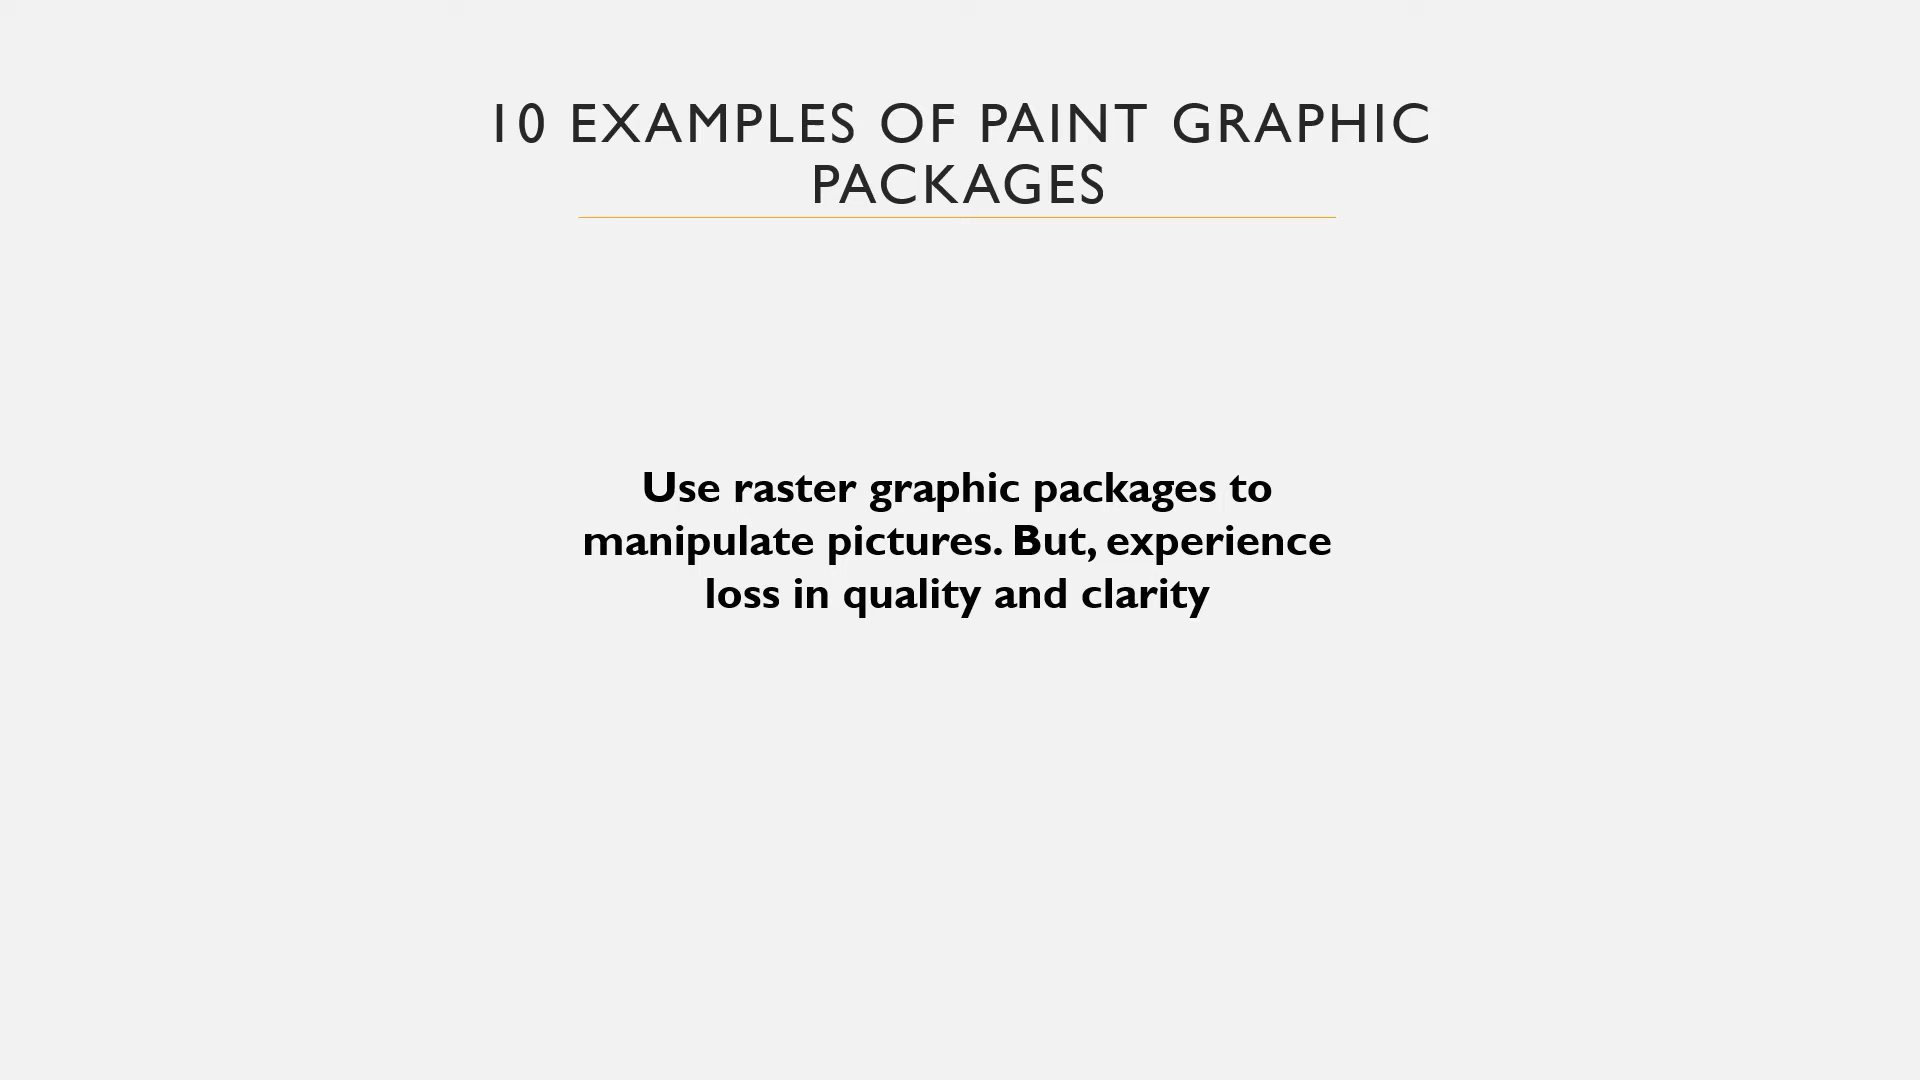 10 EXAMPLES OF PAINT GRAPHIC
PACKAGES
Use raster graphic packages to
manipulate pictures. But, experience
loss in quality and clarity